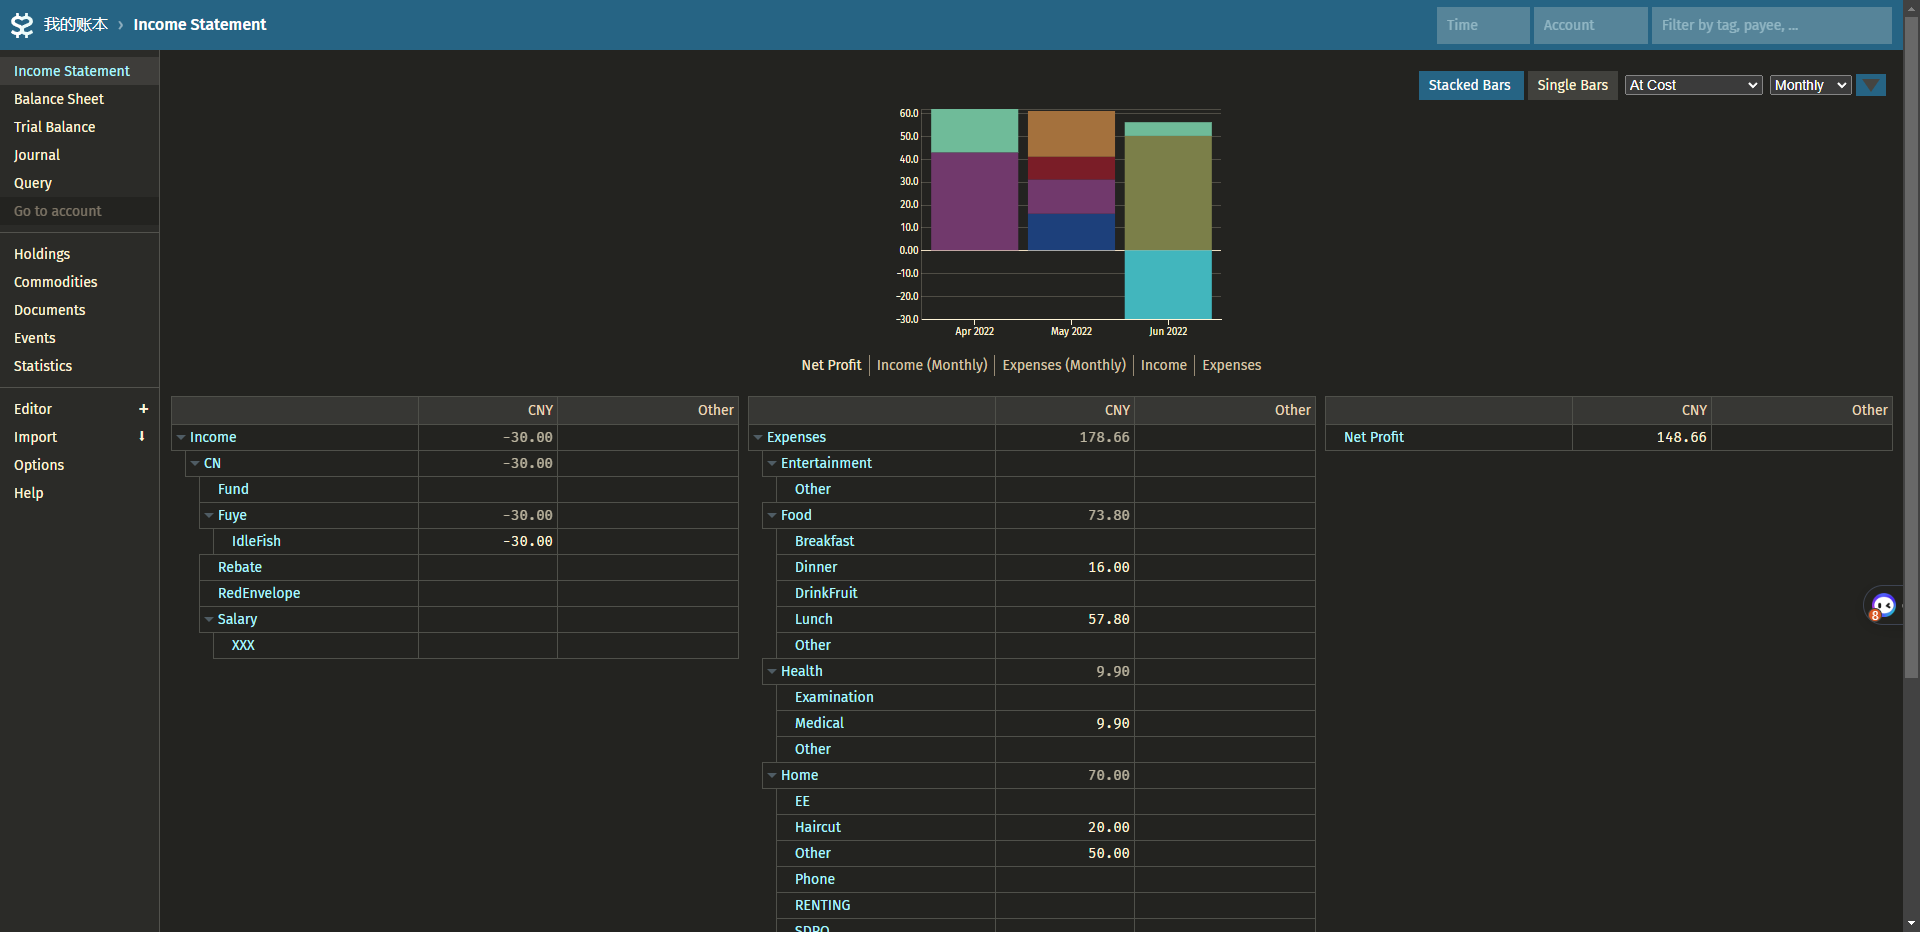 我的账本 › Income Statement
Time
Account
Filter by tag, payee, ...
Income Statement
Balance Sheet
Trial Balance
Journal
Query
Go to account
Holdings
Commodities
Documents
Events
Statistics
Editor +
Import
Options
Help
Stacked Bars
Single Bars
At Cost
Monthly
60.0
50.0
40.0
30.0
20.0
10.0
0.00
-10.0
-20.0
-30.0
Apr 2022
May 2022
Jun 2022
Net Profit
Income (Monthly)
Expenses (Monthly)
Income
Expenses
CNY Other
Income -30.00
CN -30.00
Fund
Fuye -30.00
IdleFish -30.00
Rebate
RedEnvelope
Salary
XXX
CNY Other
Expenses 178.66
Entertainment
Other
Food 73.80
Breakfast
Dinner 16.00
DrinkFruit
Lunch 57.80
Other
Health 9.90
Examination
Medical 9.90
Other
Home 70.00
EE
Haircut 20.00
Other 50.00
Phone
RENTING
CNY Other
Net Profit 148.66
8